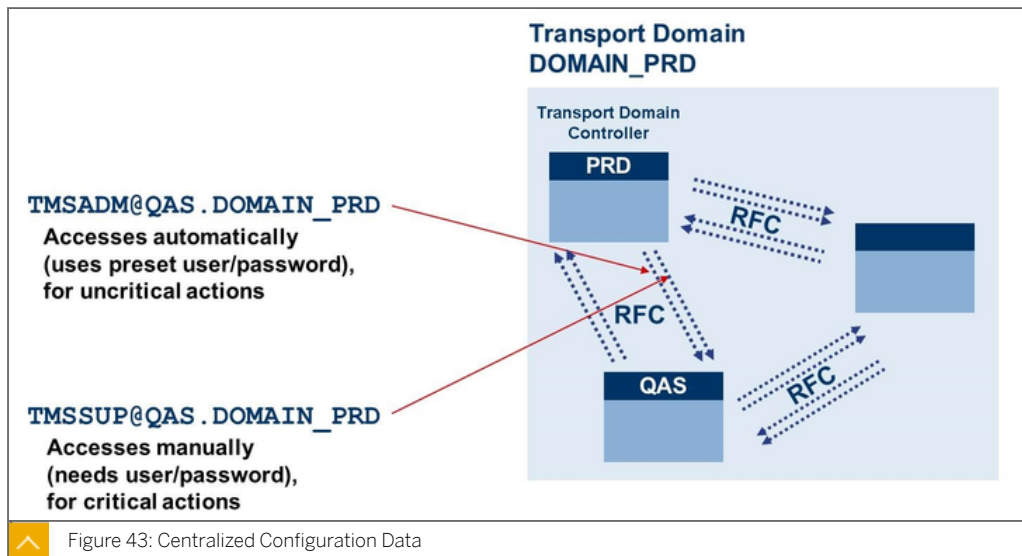 Transport Domain
DOMAIN_PRD
Transport Domain
Controller
PRD
RFC
TMSADM@QAS.DOMAIN_PRD
Accesses automatically
(uses preset user/password),
for uncritical actions
RFC
QAS
RFC
TMSSUP@QAS.DOMAIN_PRD
Accesses manually
(needs user/password),
for critical actions
Figure 43: Centralized Configuration Data